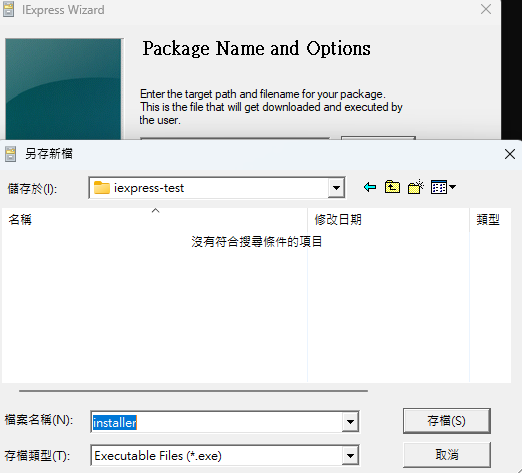 IExpress Wizard
Package Name and Options
Enter the target path and filename for your package.
This is the file that will get downloaded and executed by
the user.
另存新檔
儲存於(I):
iexpress-test
名稱
修改日期
類型
沒有符合搜尋條件的項目
檔案名稱(N):
installer
存檔(S)
存檔類型(T):
Executable Files (*.exe)
取消